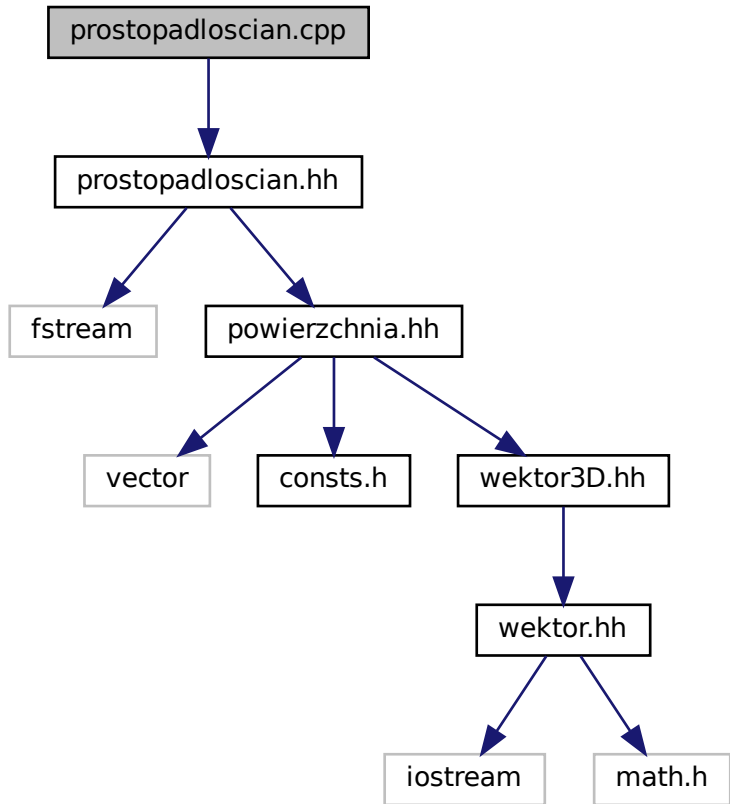 prostopadloscian.cpp
prostopadloscian.hh
fstream
powierzchnia.hh
vector
consts.h
wektor3D.hh
wektor.hh
iostream
math.h